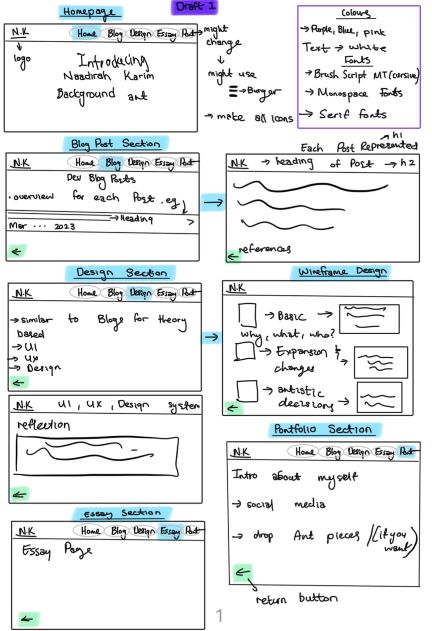 Draft 1
Homepage
N.K Home Blog Design Essay Port
logo
Introducing
Naadirah Karim
Background art
might
change
might use
Burger
→ make all icons
Colours
→ Purple, Blue, pink
Text → white
Fonts
→ Brush Script MT (cursive)
→ Monospace fonts
→ Serif fonts
Blog Post Section
N.K
Home Blog Design Essay Port
Dev Blog Posts
• overview for each Post. eg.
→ Heading
Mar ... 2023 >
←
h1
Each Post Represented
N.K → heading of Post → h2
references
←
Design Section
N.K Home Blog Design Essay Port
→ similar to Blogs for theory
based
→ UI
→ UX
→ Design
←
Wireframe Design
N.K
→ Basic →
why, what, who?
→ Expansion &
changes →
→ artistic
decisions →
←
N.K UI, UX, Design system
reflection
←
Portfolio Section
N.K Home Blog Design Essay Port
Intro about myself
→ social media
→ drop Art pieces /(if you
want)
←
return button
Essay Section
N.K Home Blog Design Essay Port
Essay Page
←
1